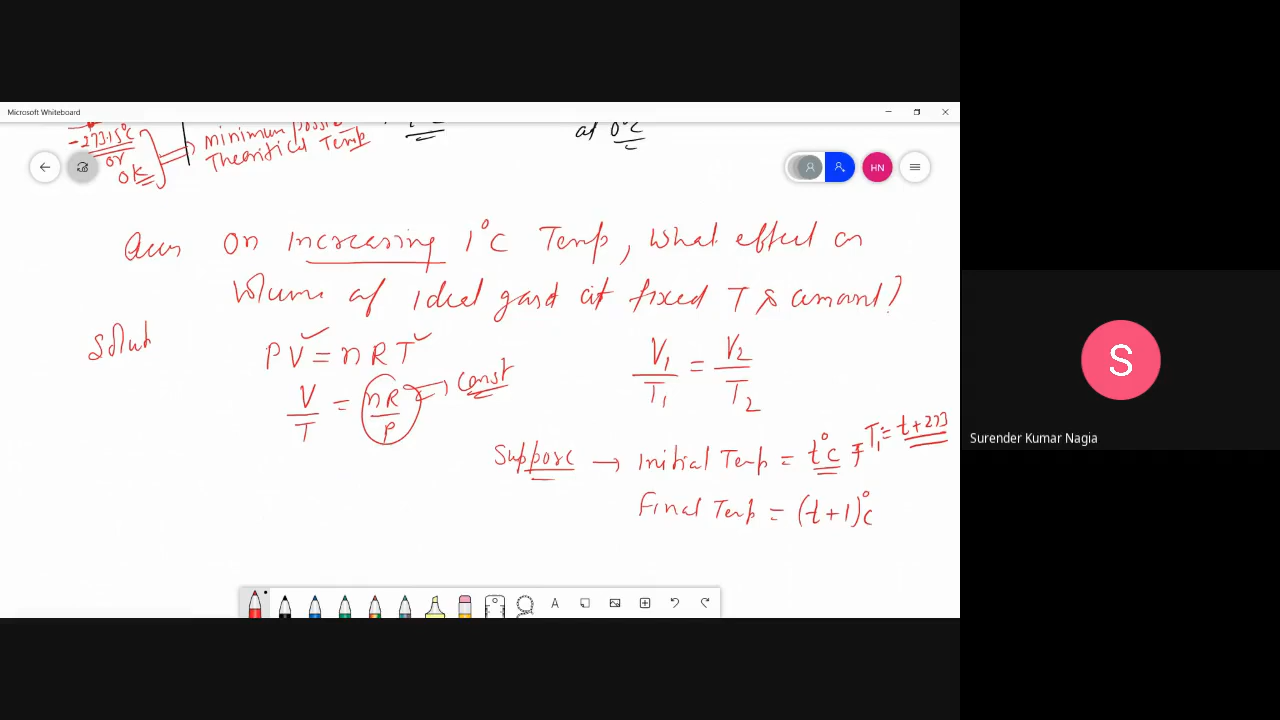 Microsoft Whiteboard
-273.15°C
or
0K
minimum possi
Theoritical Temp
at 0°C
HN
Ques On increasing 1°C Temp, What effect on
Volume of ideal gasd at fixed T & amount?
Solut
PV = nRT
V/T = nR/P → Const
V1/T1 = V2/T2
Suppose → Initial Temp = t°C T1 = t+273
Final Temp = (t+1)°C
S
Surender Kumar Nagia